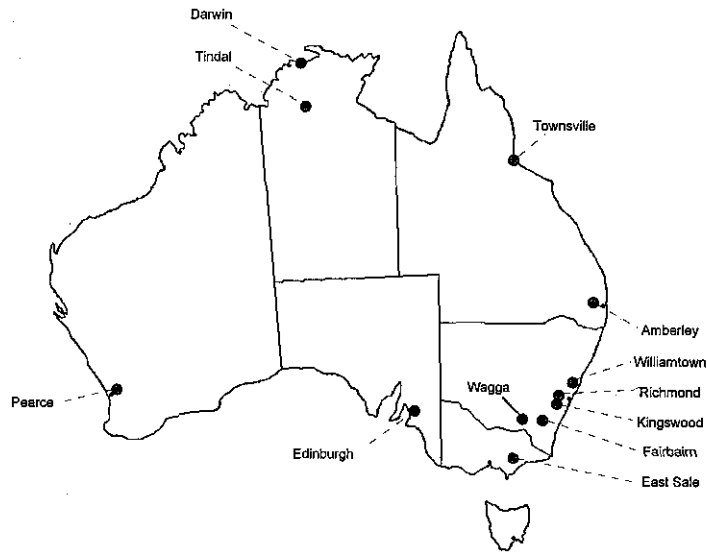 Darwin
Tindal
Townsville
Amberley
Williamtown
Wagga
Richmond
Pearce
Kingswood
Edinburgh
Fairbairn
East Sale